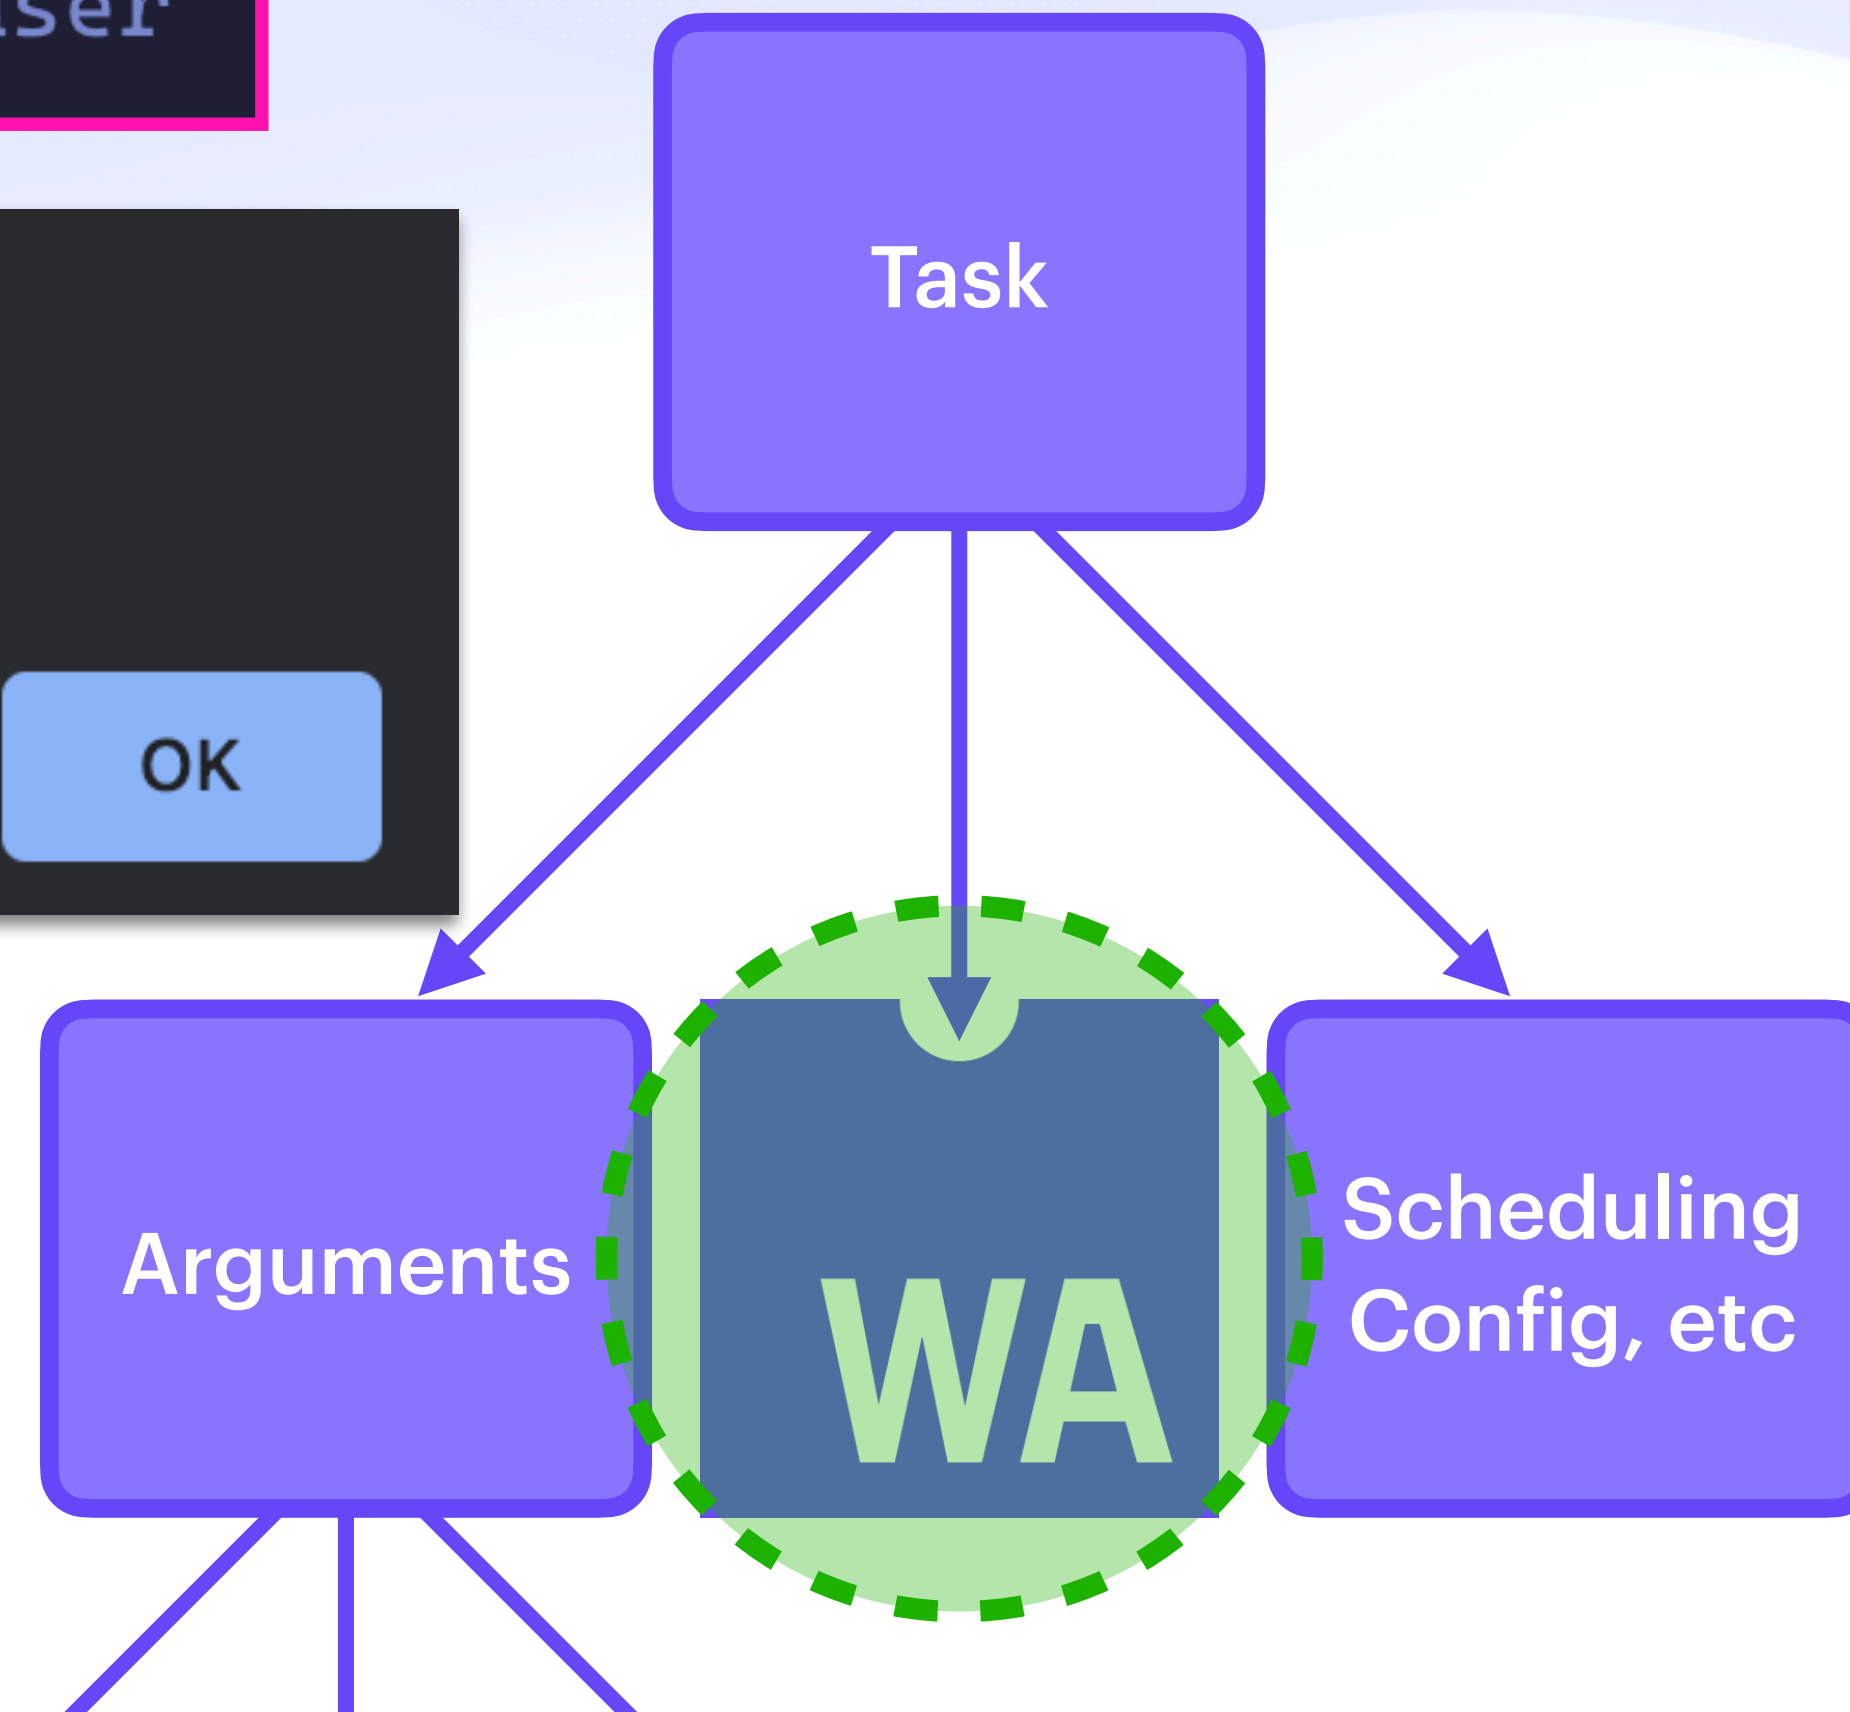 Task
OK
Arguments
WA
Scheduling
Config, etc